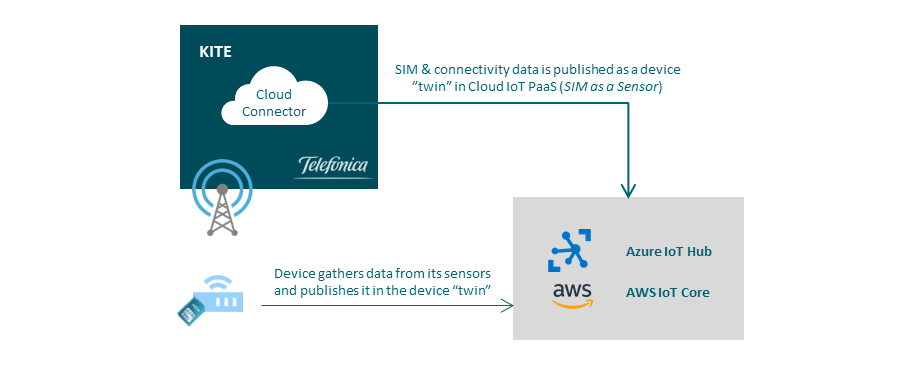 KITE
Cloud
Connector
Telefónica
SIM & connectivity data is published as a device
”twin” in Cloud IoT PaaS (SIM as a Sensor)
Device gathers data from its sensors
and publishes it in the device “twin”
Azure IoT Hub
aws
AWS IoT Core